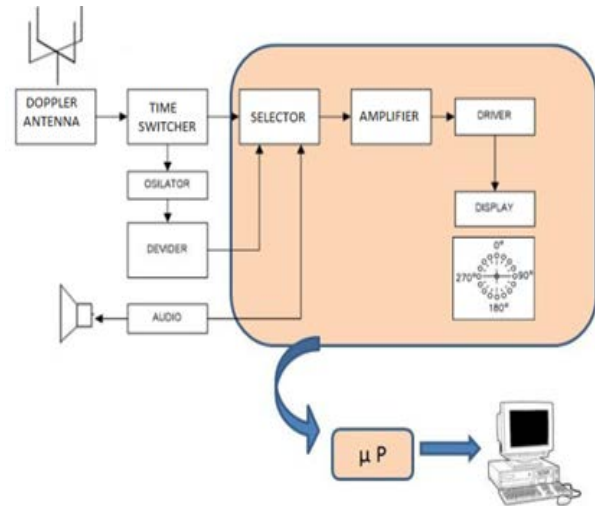 DOPPLER
ANTENNA
TIME
SWITCHER
SELECTOR
AMPLIFIER
DRIVER
OSILATOR
DISPLAY
DEVIDER
0°
270°
90°
180°
AUDIO
μ P